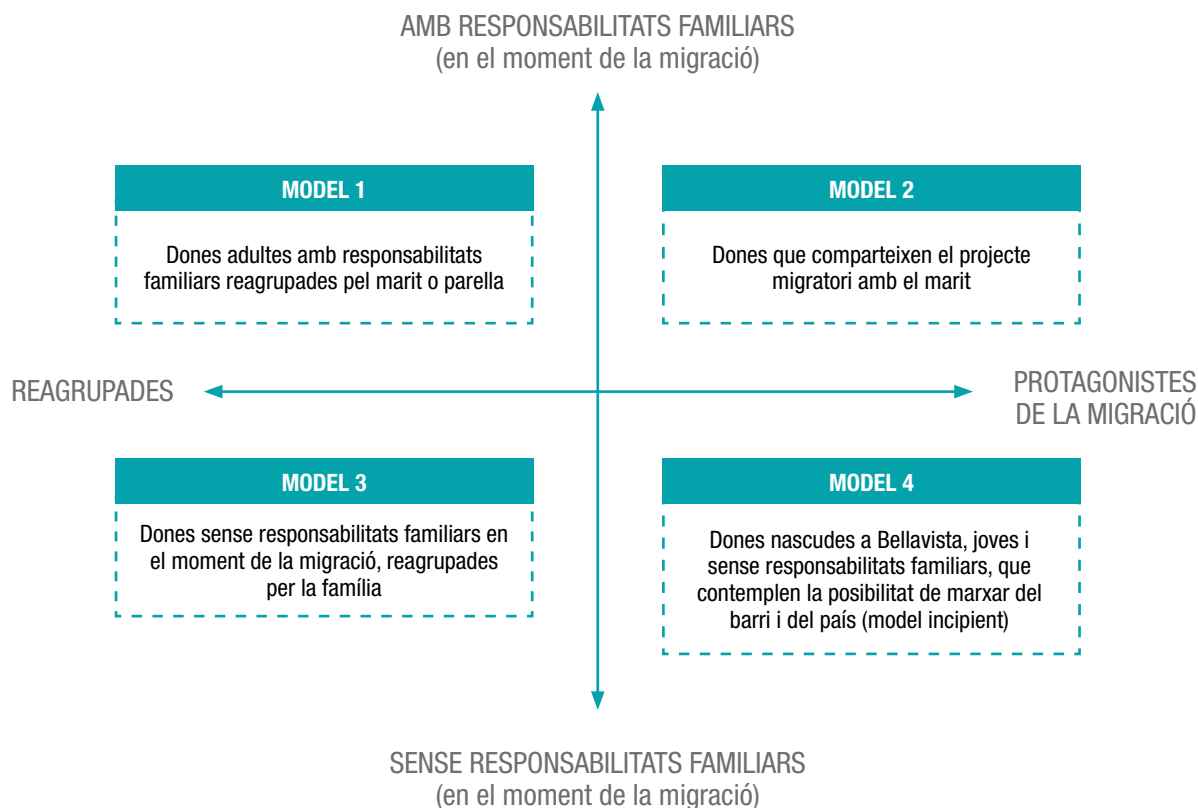 AMB RESPONSABILITATS FAMILIARS
(en el moment de la migració)
MODEL 1
Dones adultes amb responsabilitats
familiars reagrupades pel marit o parella
MODEL 2
Dones que comparteixen el projecte
migratori amb el marit
REAGRUPADES
PROTAGONISTES
DE LA MIGRACIÓ
MODEL 3
Dones sense responsabilitats familiars en
el moment de la migració, reagrupades
per la família
MODEL 4
Dones nascudes a Bellavista, joves i
sense responsabilitats familiars, que
contemplen la posibilitat de marxar del
barri i del país (model incipient)
SENSE RESPONSABILITATS FAMILIARS
(en el moment de la migració)